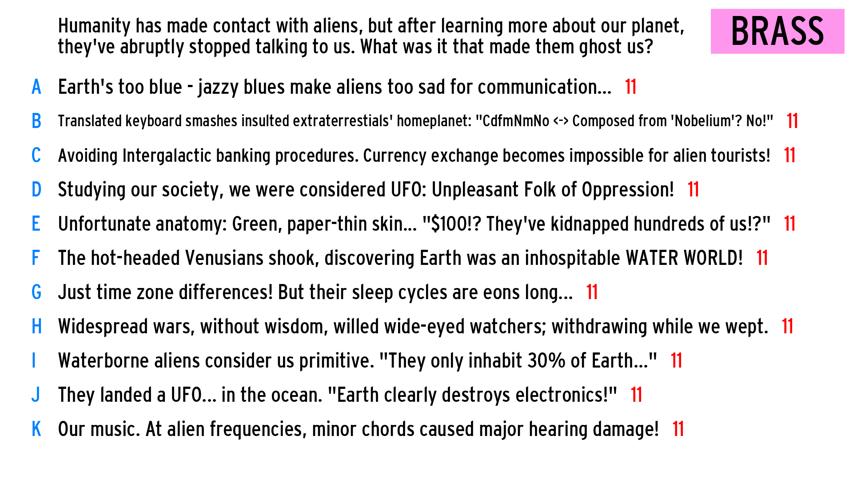 Humanity has made contact with aliens, but after learning more about our planet,
they've abruptly stopped talking to us. What was it that made them ghost us?
BRASS
A Earth's too blue - jazzy blues make aliens too sad for communication... 11
B Translated keyboard smashes insulted extraterrestials' homeplanet: "CdfmNmNo <-> Composed from 'Nobelium'? No!" 11
C Avoiding Intergalactic banking procedures. Currency exchange becomes impossible for alien tourists! 11
D Studying our society, we were considered UFO: Unpleasant Folk of Oppression! 11
E Unfortunate anatomy: Green, paper-thin skin... "$100!? They've kidnapped hundreds of us!?" 11
F The hot-headed Venusians shook, discovering Earth was an inhospitable WATER WORLD! 11
G Just time zone differences! But their sleep cycles are eons long... 11
H Widespread wars, without wisdom, willed wide-eyed watchers; withdrawing while we wept. 11
I Waterborne aliens consider us primitive. "They only inhabit 30% of Earth..." 11
J They landed a UFO... in the ocean. "Earth clearly destroys electronics!" 11
K Our music. At alien frequencies, minor chords caused major hearing damage! 11